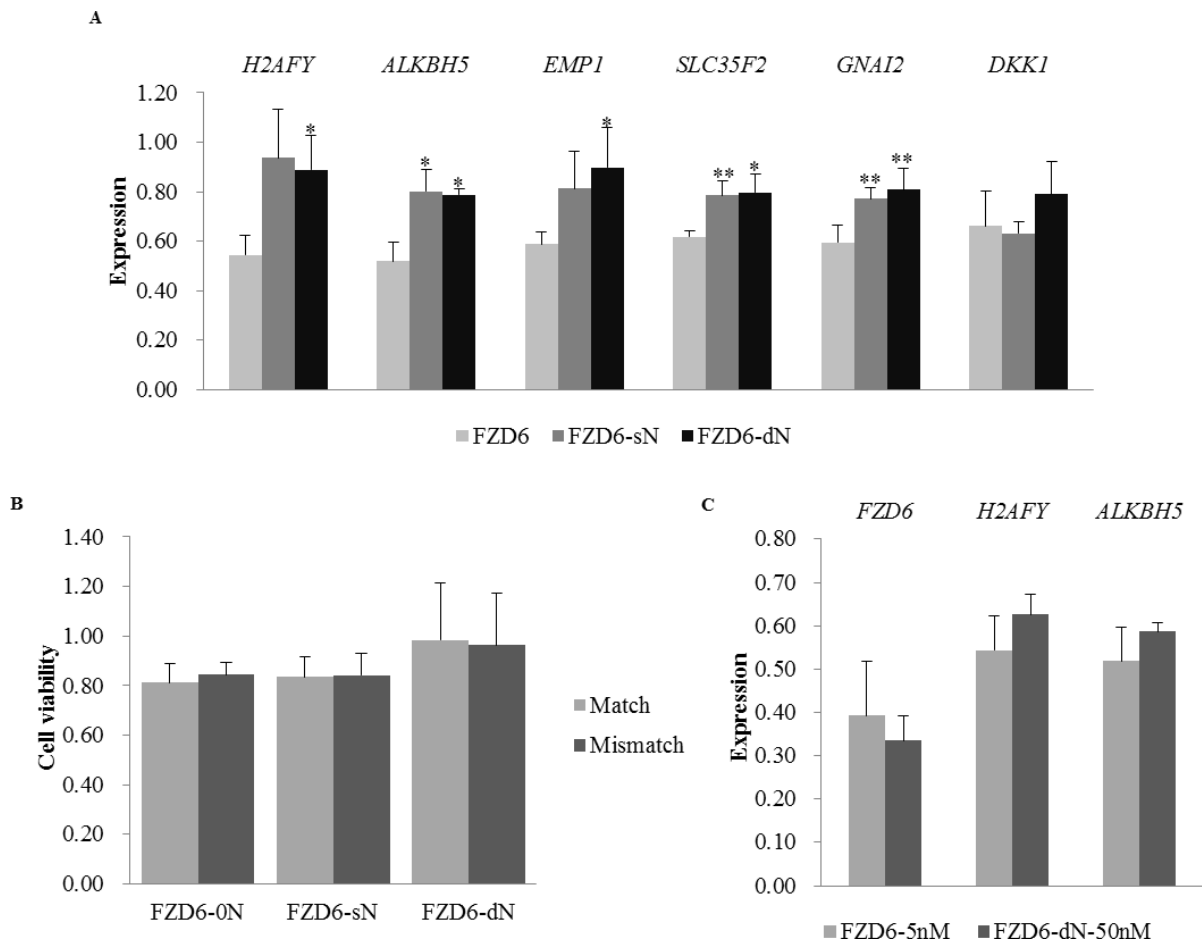 A
H2AFY ALKBH5 EMP1 SLC35F2 GNAI2 DKK1
1.20
1.00
0.80
0.60
0.40
0.20
0.00
Expression
* * * * ** * ** **
FZD6 FZD6-sN FZD6-dN
B
1.40
1.20
1.00
0.80
0.60
0.40
0.20
0.00
Cell viability
FZD6-0N FZD6-sN FZD6-dN
Match
Mismatch
C
FZD6 H2AFY ALKBH5
0.80
0.70
0.60
0.50
0.40
0.30
0.20
0.10
0.00
Expression
FZD6-5nM FZD6-dN-50nM